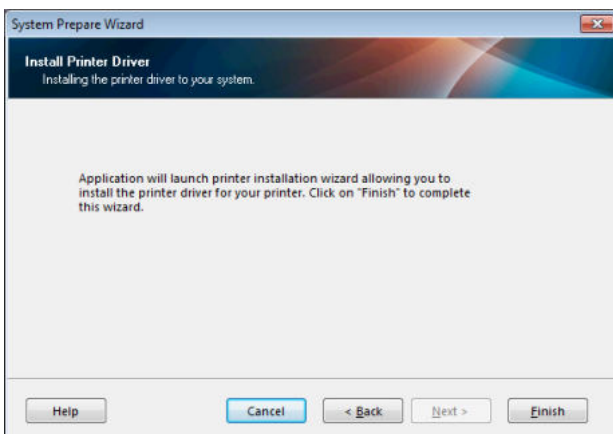 System Prepare Wizard
Install Printer Driver
Installing the printer driver to your system.
Application will launch printer installation wizard allowing you to
install the printer driver for your printer. Click on "Finish" to complete
this wizard.
Help Cancel < Back Next > Finish